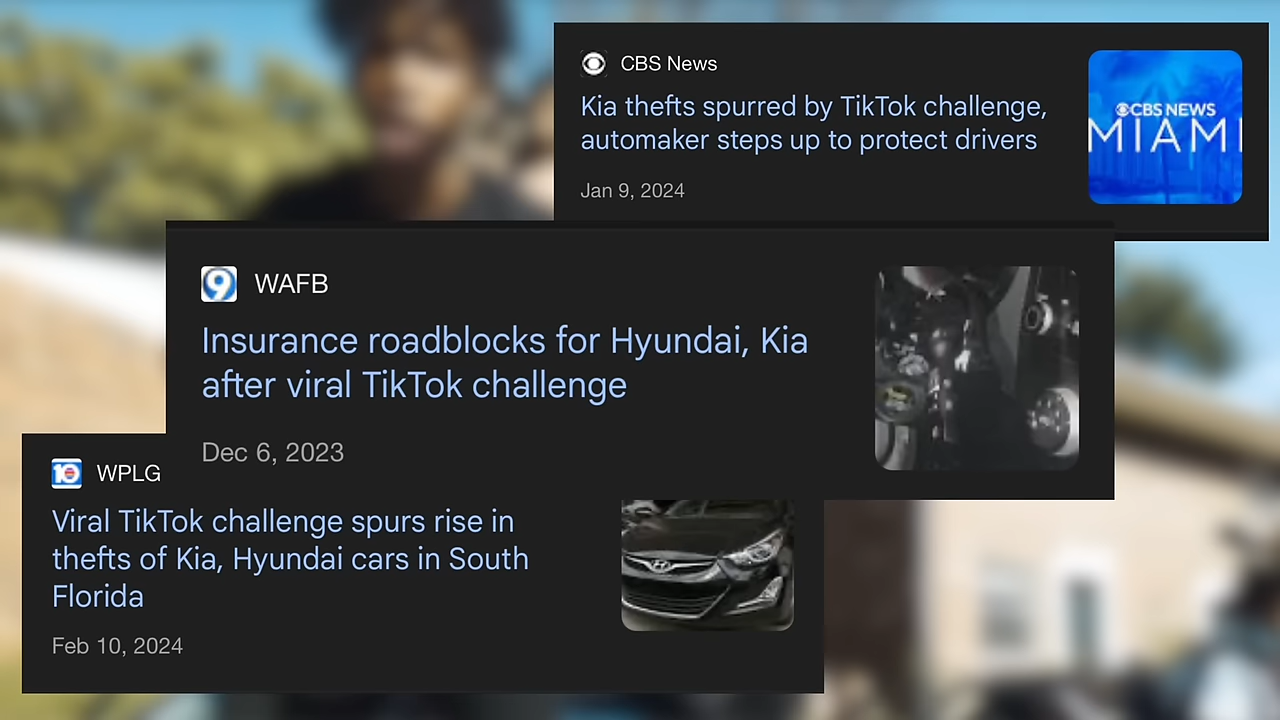 CBS News
Kia thefts spurred by TikTok challenge,
automaker steps up to protect drivers
Jan 9, 2024
CBS NEWS
MIAMI
9 WAFB
Insurance roadblocks for Hyundai, Kia
after viral TikTok challenge
Dec 6, 2023
10 WPLG
Viral TikTok challenge spurs rise in
thefts of Kia, Hyundai cars in South
Florida
Feb 10, 2024